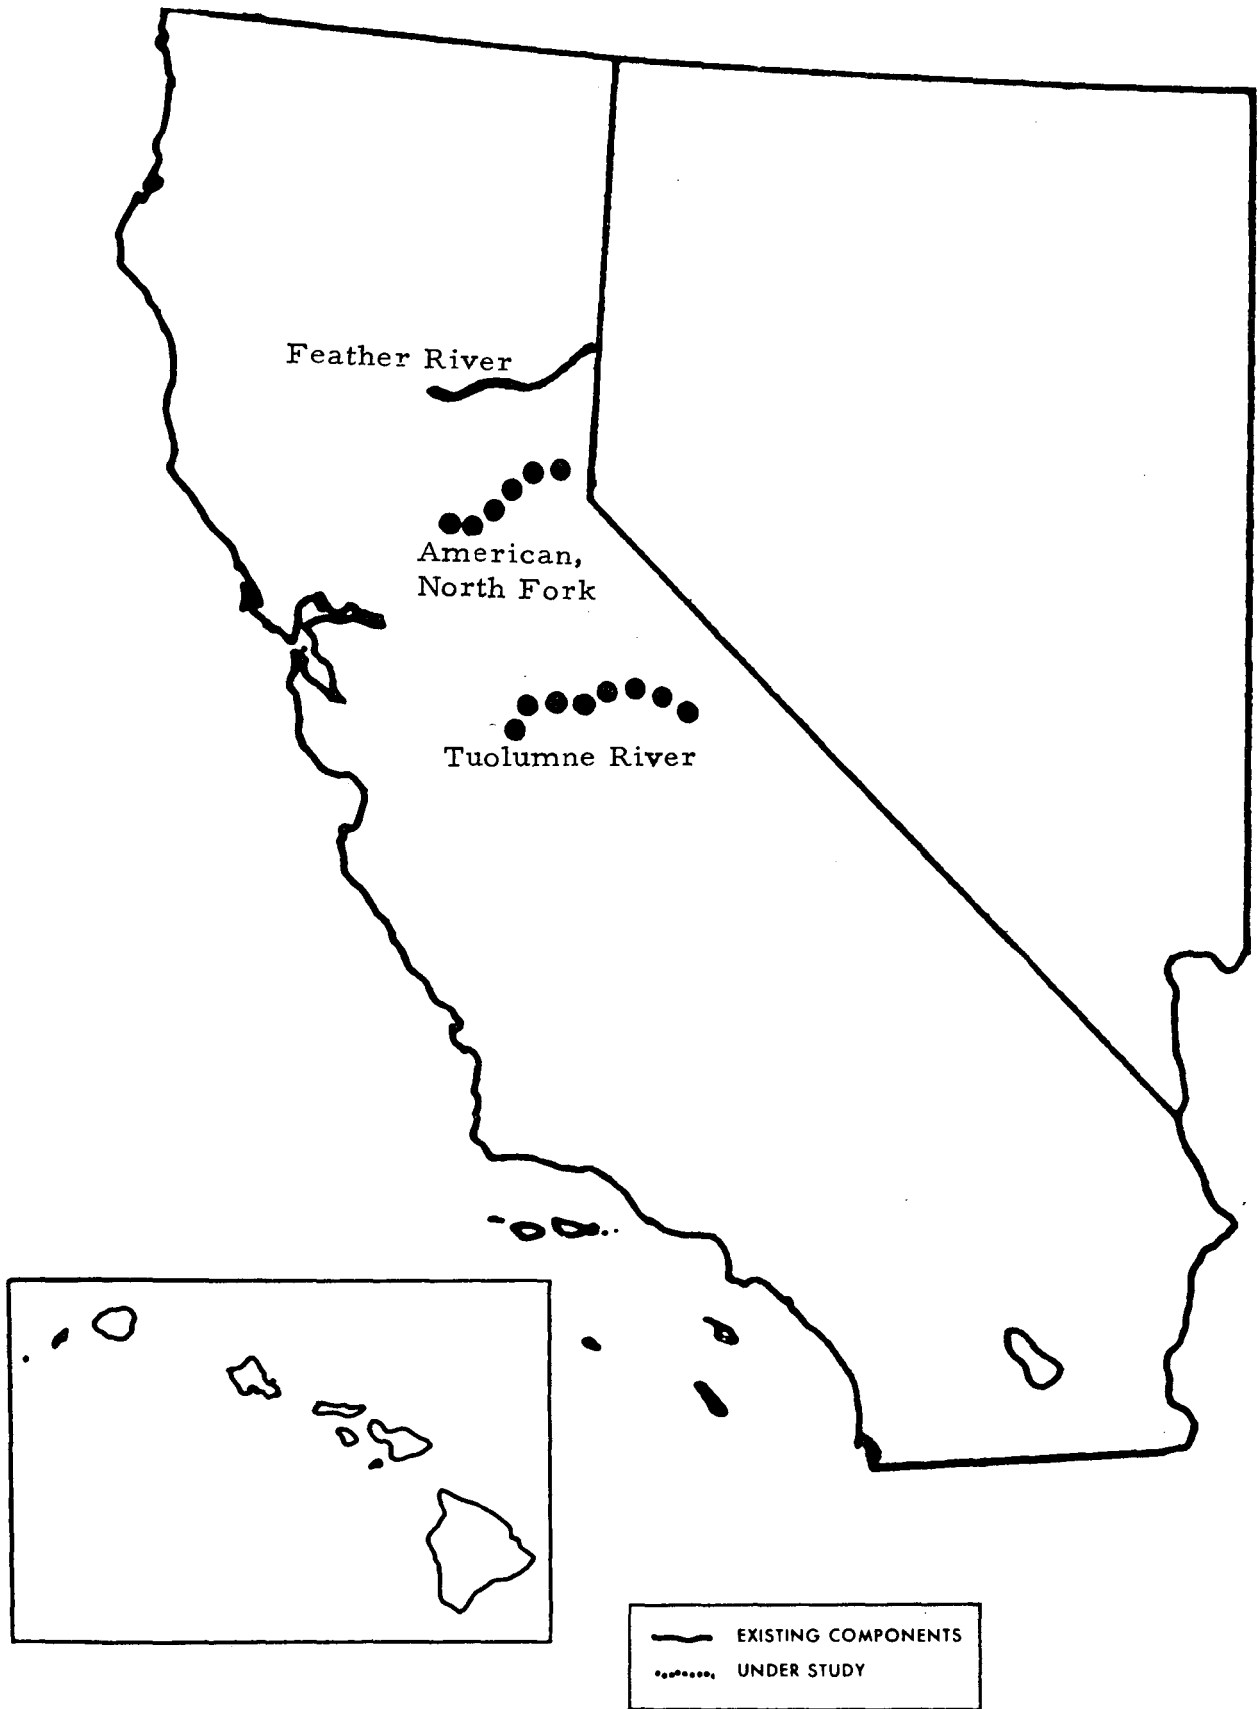 Feather River
American,
North Fork
Tuolumne River
EXISTING COMPONENTS
UNDER STUDY